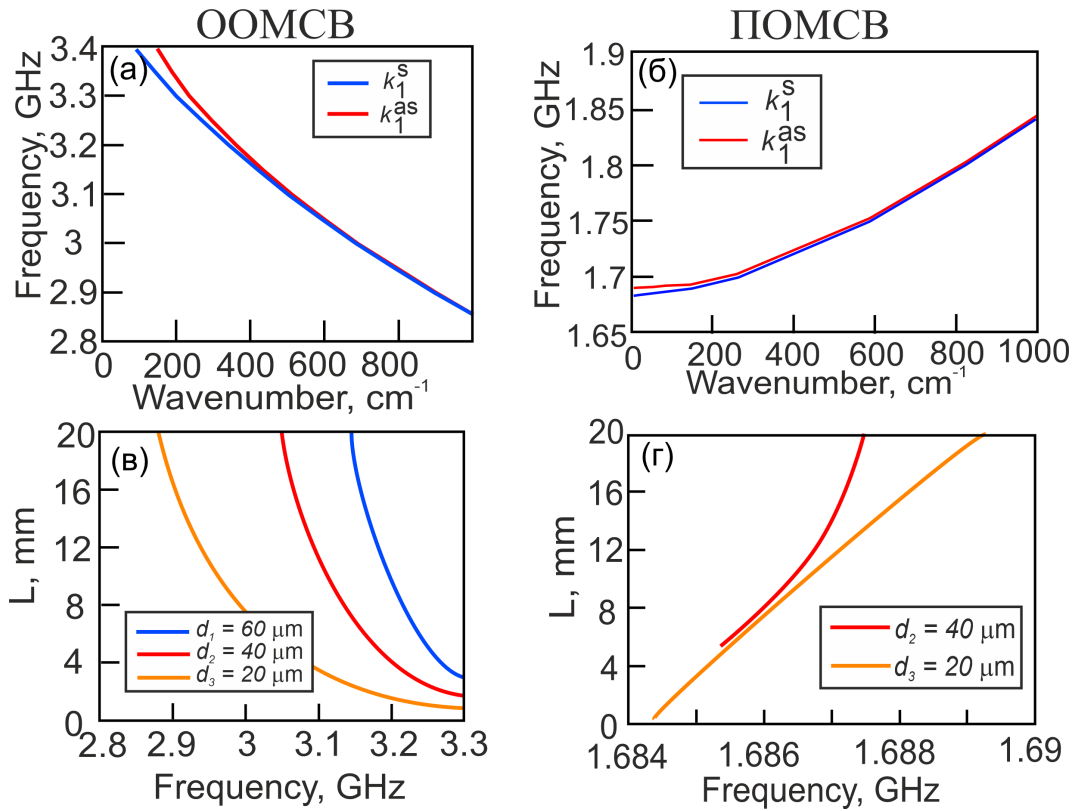 ООМСВ
ПОМСВ
(а)
Frequency, GHz
3.4
3.3
3.2
3.1
3
2.9
2.8
k₁ˢ
k₁ᵃˢ
0 200 400 600 800
Wavenumber, cm⁻¹
(б)
Frequency, GHz
1.9
1.85
1.8
1.75
1.7
1.65
k₁ˢ
k₁ᵃˢ
0 200 400 600 800 1000
Wavenumber, cm⁻¹
(в)
L, mm
20
16
12
8
4
0
d₁ = 60 µm
d₂ = 40 µm
d₃ = 20 µm
2.8 2.9 3 3.1 3.2 3.3
Frequency, GHz
(г)
L, mm
20
16
12
8
4
0
d₂ = 40 µm
d₃ = 20 µm
1.684 1.686 1.688 1.69
Frequency, GHz